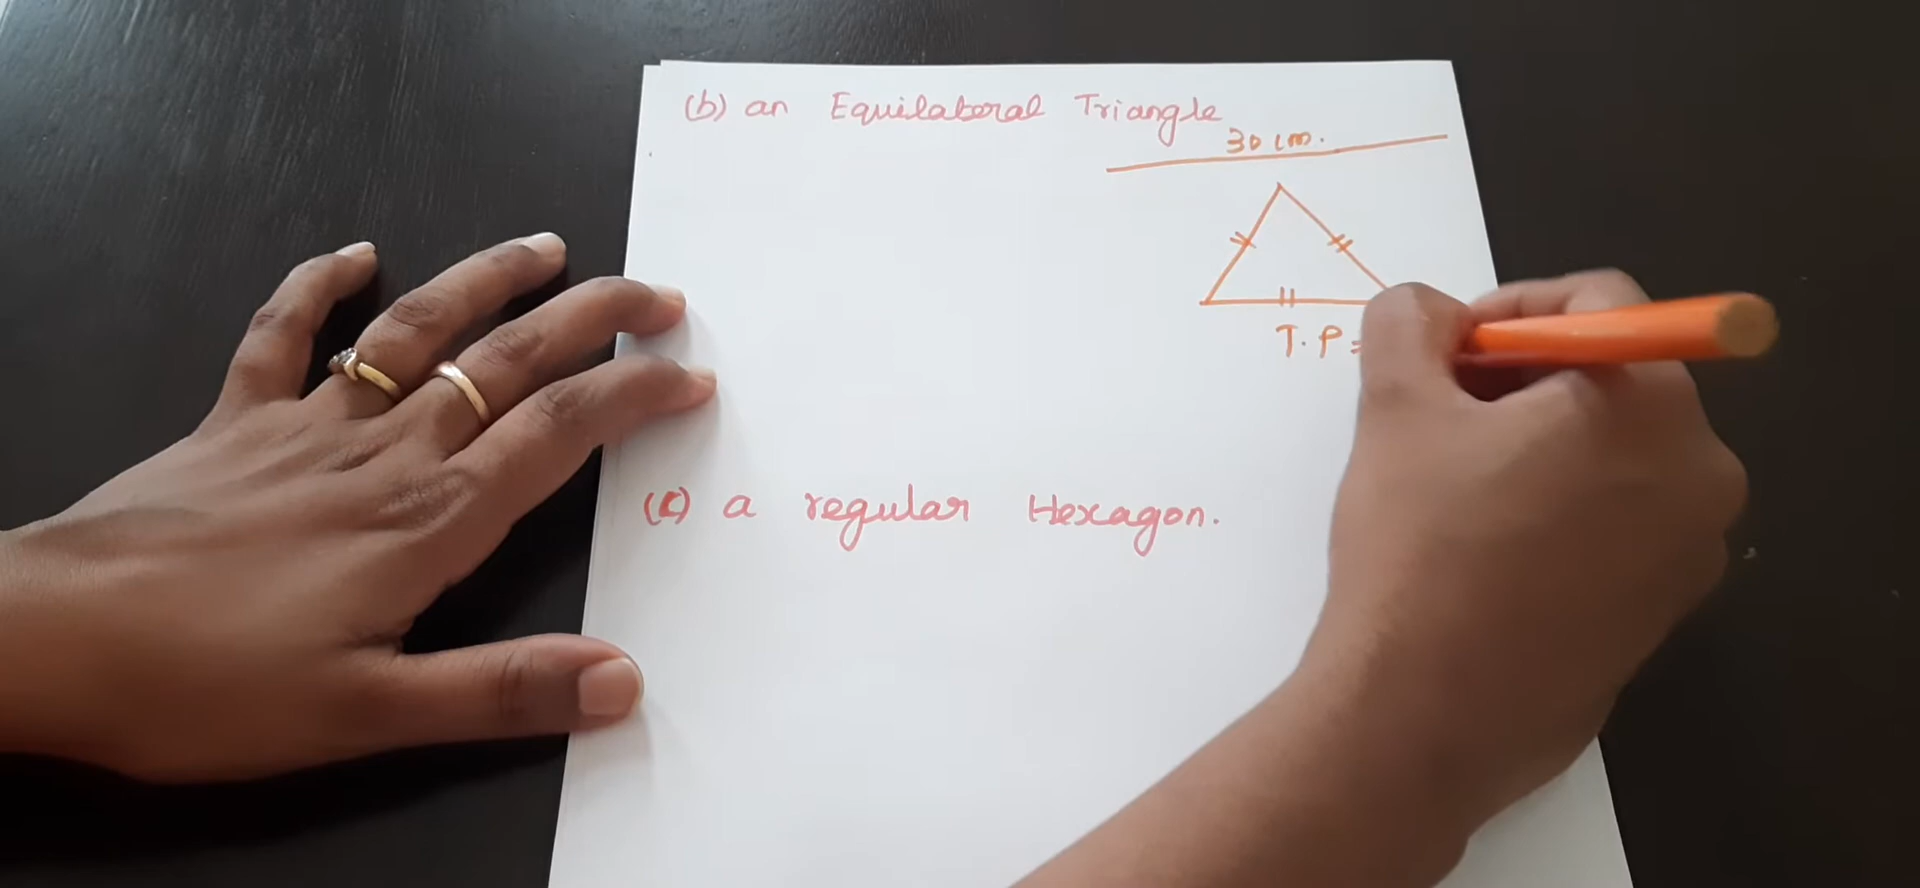 (b) an Equilateral Triangle
30 cm.
T.P=
(c) a regular Hexagon.